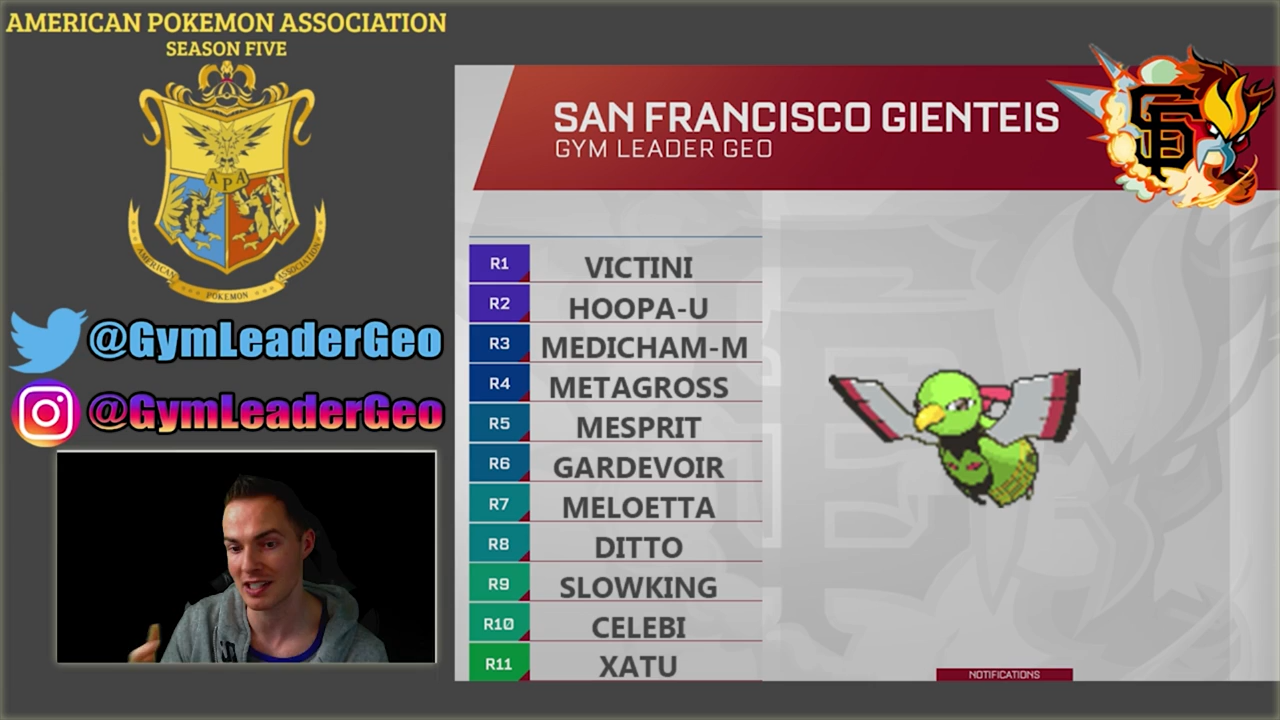 AMERICAN POKEMON ASSOCIATION
SEASON FIVE
APA
AMERICAN POKEMON ASSOCIATION
@GymLeaderGeo
@GymLeaderGeo
SAN FRANCISCO GIENTEIS
GYM LEADER GEO
SF
R1 VICTINI
R2 HOOPA-U
R3 MEDICHAM-M
R4 METAGROSS
R5 MESPRIT
R6 GARDEVOIR
R7 MELOETTA
R8 DITTO
R9 SLOWKING
R10 CELEBI
R11 XATU
NOTIFICATIONS